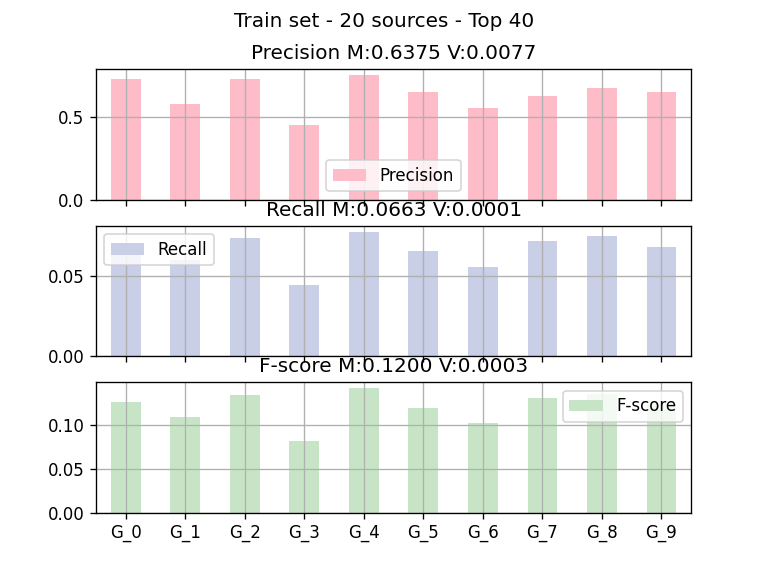 Train set - 20 sources - Top 40
Precision M:0.6375 V:0.0077
0.5
0.0
Precision
Recall M:0.0663 V:0.0001
0.05
0.00
Recall
F-score M:0.1200 V:0.0003
0.10
0.05
0.00
F-score
G_0 G_1 G_2 G_3 G_4 G_5 G_6 G_7 G_8 G_9